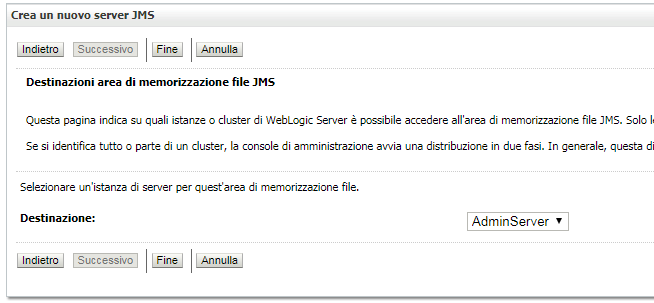 Crea un nuovo server JMS
Indietro Successivo Fine Annulla
Destinazioni area di memorizzazione file JMS
Questa pagina indica su quali istanze o cluster di WebLogic Server è possibile accedere all'area di memorizzazione file JMS. Solo
Se si identifica tutto o parte di un cluster, la console di amministrazione avvia una distribuzione in due fasi. In generale, questa
Selezionare un'istanza di server per quest'area di memorizzazione file.
Destinazione: AdminServer
Indietro Successivo Fine Annulla